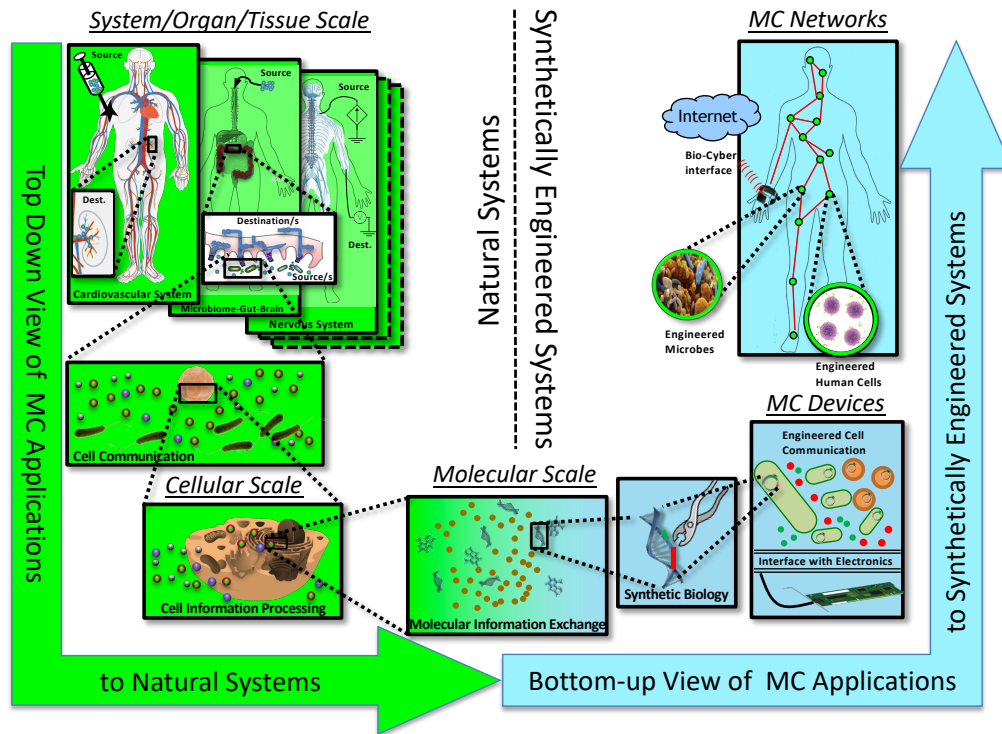 System/Organ/Tissue Scale
Source
Dest.
Cardiovascular System
Source
Destination/s
Source/s
Microbiome-Gut-Brain
Source
V
Dest.
Nervous System
Cell Communication
Cellular Scale
Cell Information Processing
Top Down View of MC Applications
to Natural Systems
Natural Systems
Synthetically Engineered Systems
Molecular Scale
Molecular Information Exchange
Synthetic Biology
MC Networks
Internet
Bio-Cyber
interface
Engineered
Microbes
Engineered
Human Cells
MC Devices
Engineered Cell
Communication
Interface with Electronics
Bottom-up View of MC Applications
to Synthetically Engineered Systems